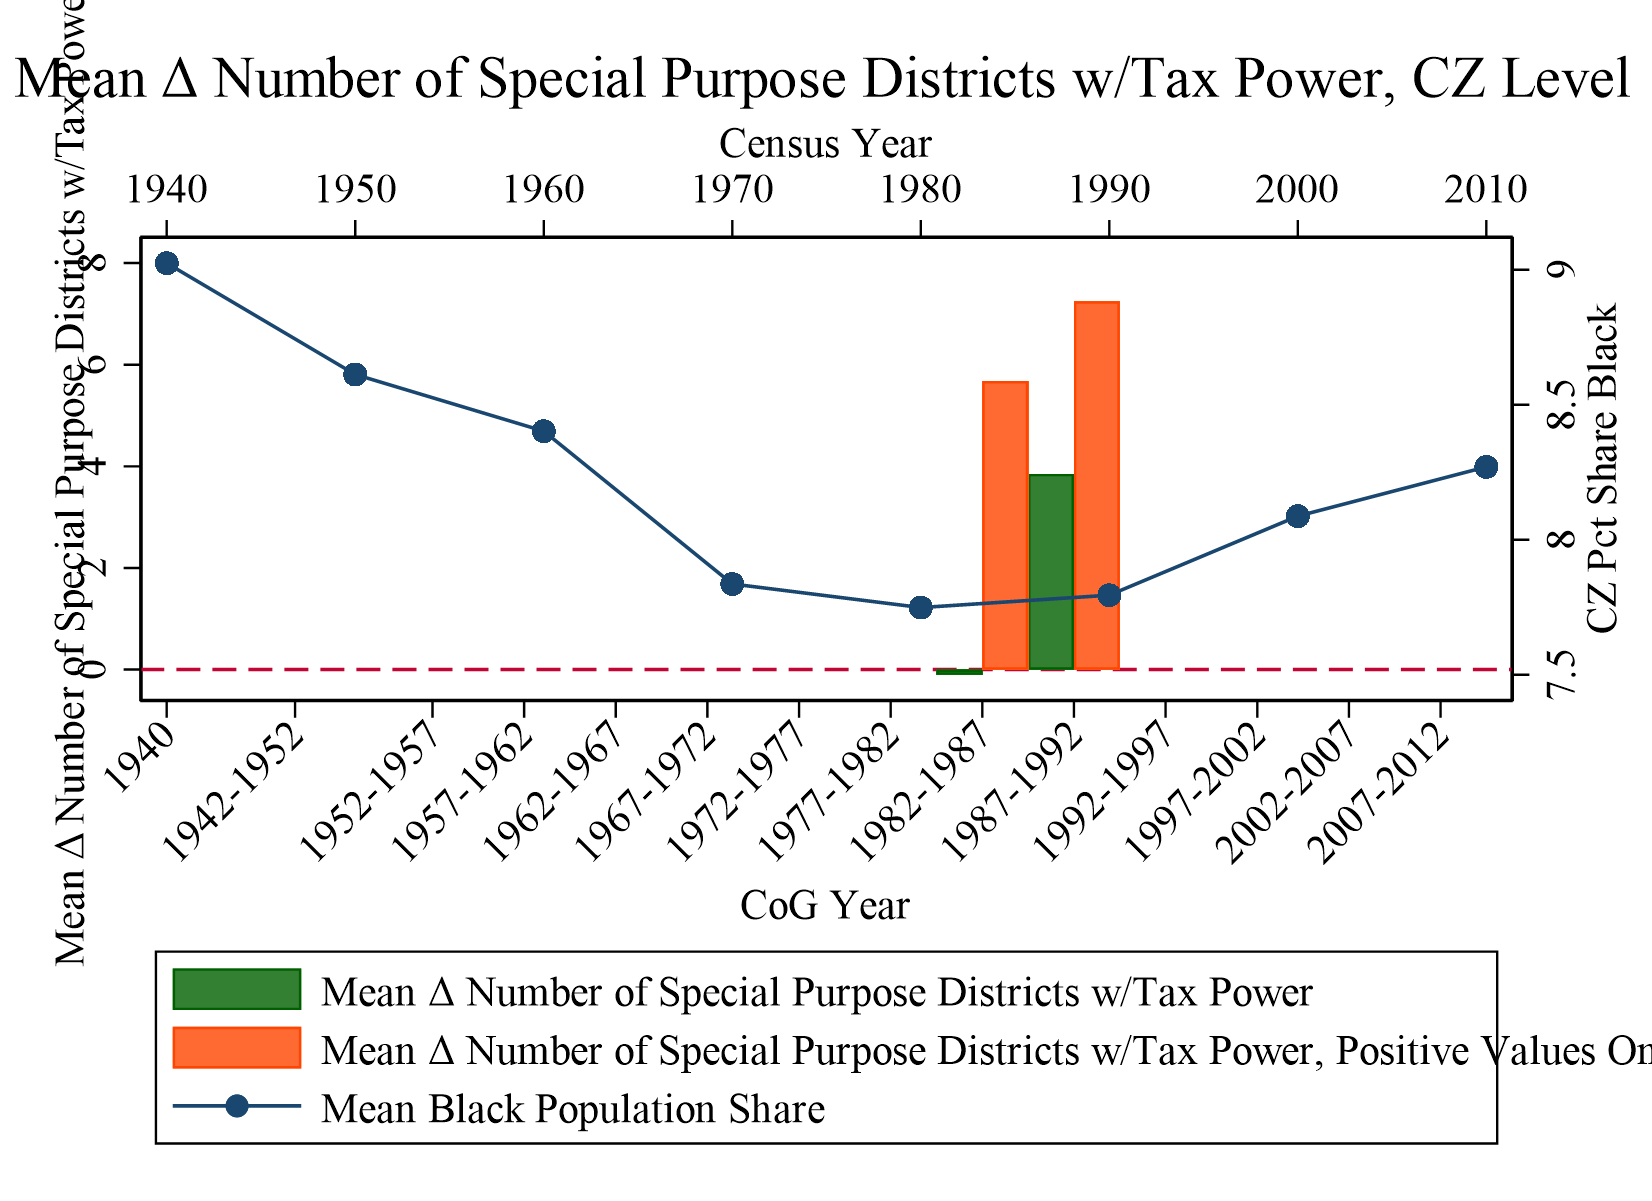 Mean Δ Number of Special Purpose Districts w/Tax Power, CZ Level
Census Year
1940 1950 1960 1970 1980 1990 2000 2010
Mean Δ Number of Special Purpose Districts w/Tax Powe
8
6
4
2
0
9
8.5
8
7.5
CZ Pct Share Black
1940 1942-1952 1952-1957 1957-1962 1962-1967 1967-1972 1972-1977 1977-1982 1982-1987 1987-1992 1992-1997 1997-2002 2002-2007 2007-2012
CoG Year
Mean Δ Number of Special Purpose Districts w/Tax Power
Mean Δ Number of Special Purpose Districts w/Tax Power, Positive Values On
Mean Black Population Share